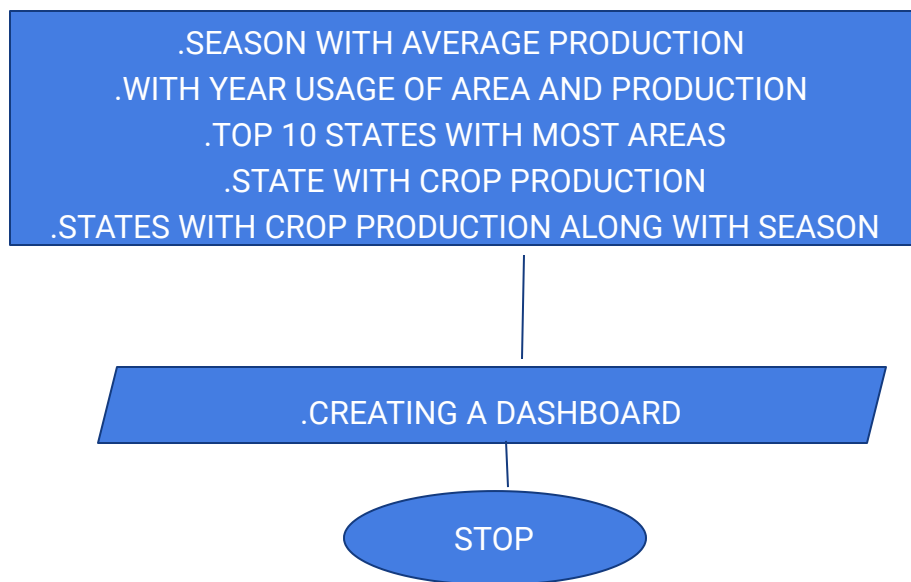 .SEASON WITH AVERAGE PRODUCTION
.WITH YEAR USAGE OF AREA AND PRODUCTION
.TOP 10 STATES WITH MOST AREAS
.STATE WITH CROP PRODUCTION
.STATES WITH CROP PRODUCTION ALONG WITH SEASON
.CREATING A DASHBOARD
STOP